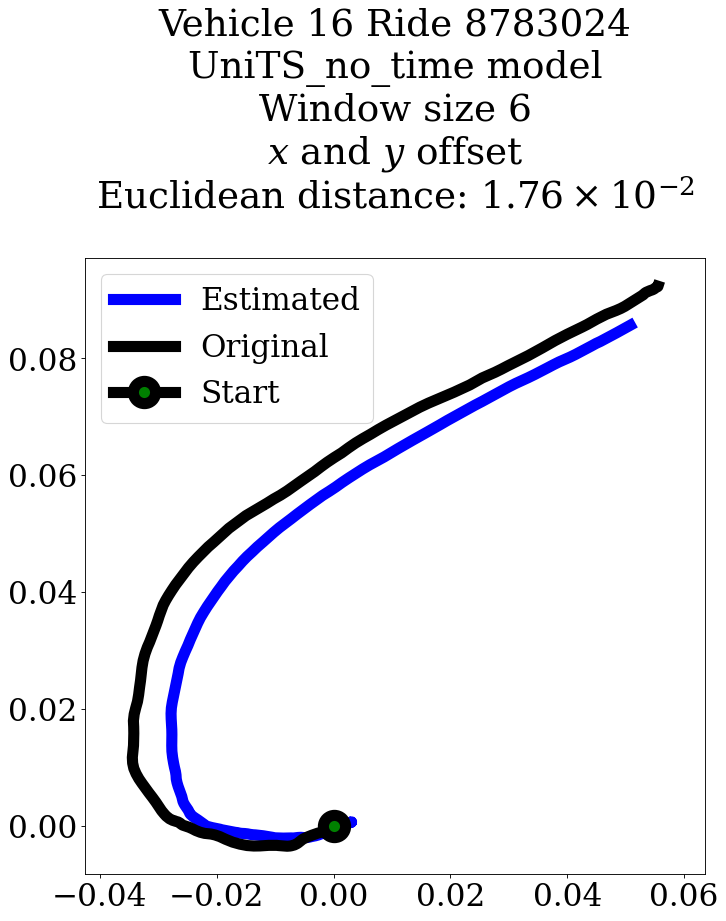 Vehicle 16 Ride 8783024
UniTS_no_time model
Window size 6
x and y offset
Euclidean distance: 1.76 × 10⁻²
Estimated
Original
Start
0.08
0.06
0.04
0.02
0.00
−0.04 −0.02 0.00 0.02 0.04 0.06